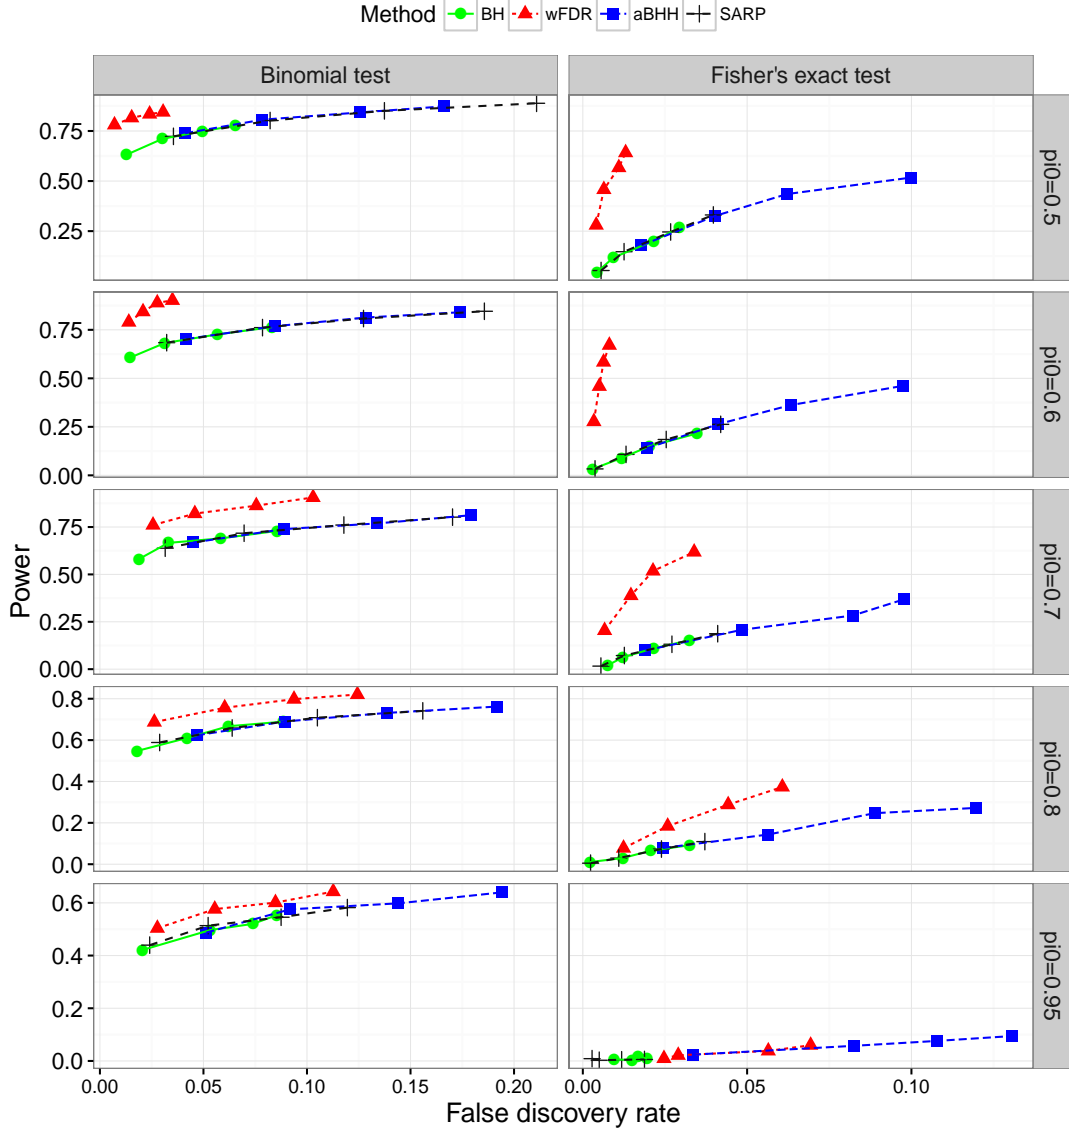 Method BH wFDR aBHH SARP
Binomial test Fisher's exact test
0.75
0.50
0.25
pi0=0.5
0.75
0.50
0.25
0.00
pi0=0.6
0.75
0.50
0.25
0.00
pi0=0.7
0.8
0.6
0.4
0.2
0.0
pi0=0.8
0.6
0.4
0.2
0.0
pi0=0.95
Power
0.00 0.05 0.10 0.15 0.20 0.00 0.05 0.10
False discovery rate